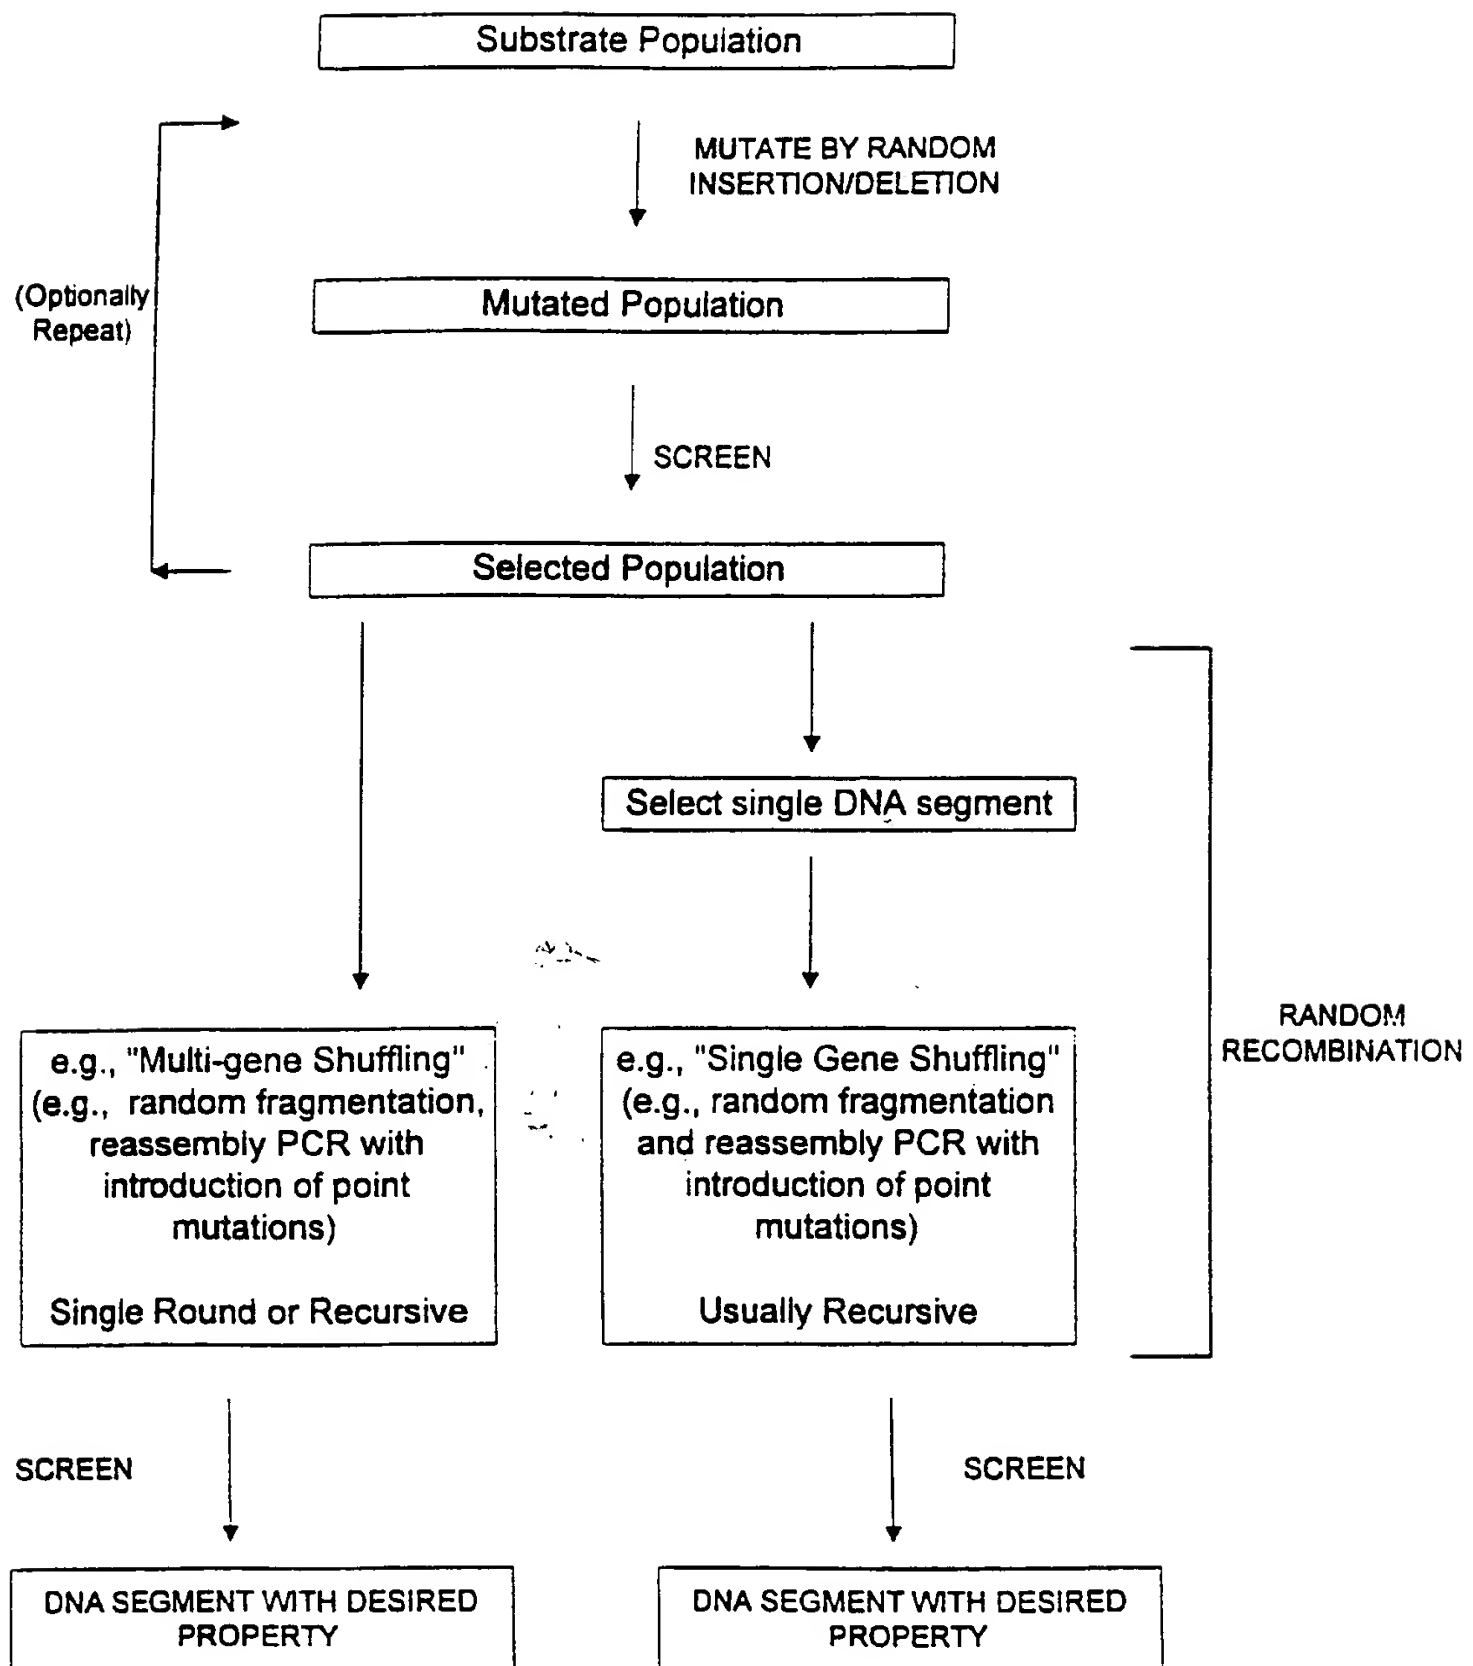 Substrate Population
MUTATE BY RANDOM
INSERTION/DELETION
(Optionally
Repeat)
Mutated Population
SCREEN
Selected Population
Select single DNA segment
e.g., "Multi-gene Shuffling"
(e.g., random fragmentation,
reassembly PCR with
introduction of point
mutations)
Single Round or Recursive
e.g., "Single Gene Shuffling"
(e.g., random fragmentation
and reassembly PCR with
introduction of point
mutations)
Usually Recursive
RANDOM
RECOMBINATION
SCREEN
SCREEN
DNA SEGMENT WITH DESIRED
PROPERTY
DNA SEGMENT WITH DESIRED
PROPERTY